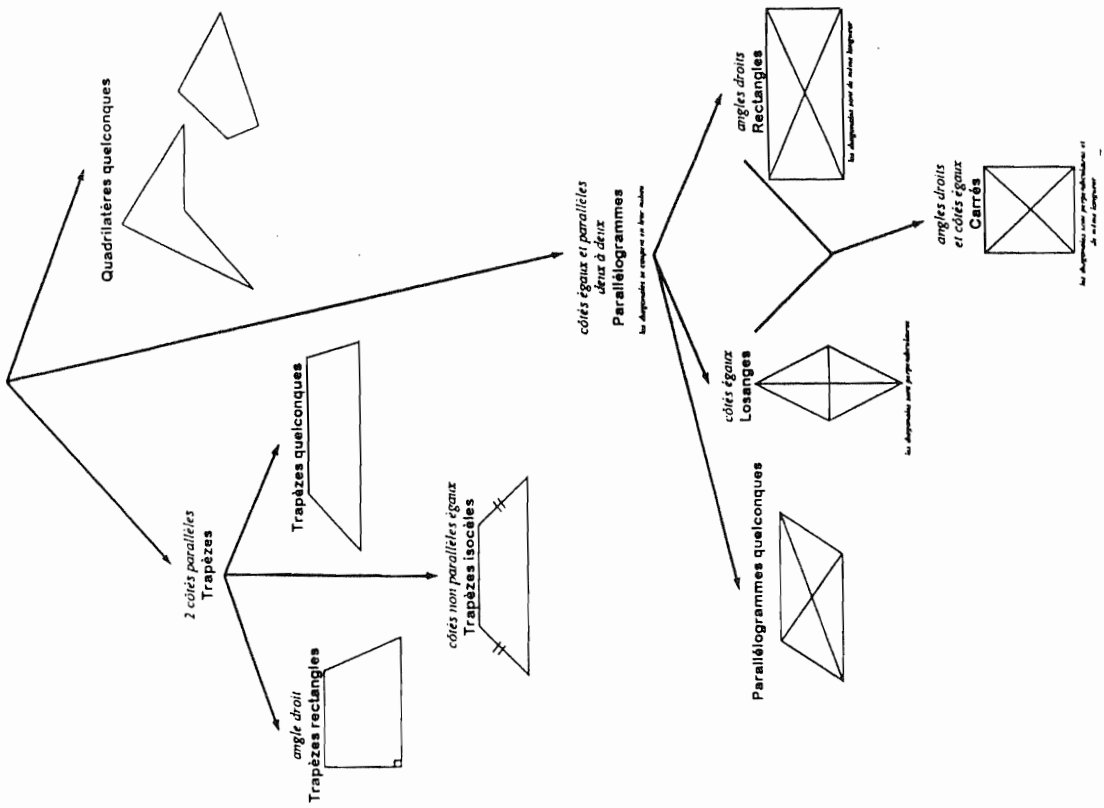 Quadrilatères quelconques
2 côtés parallèles
Trapèzes
angle droit
Trapèzes rectangles
côtés non parallèles égaux
Trapèzes isocèles
Trapèzes quelconques
côtés égaux et parallèles
deux à deux
Parallélogrammes
les diagonales se coupent en leur milieu
Parallélogrammes quelconques
côtés égaux
Losanges
les diagonales sont perpendiculaires
angles droits
Rectangles
les diagonales sont de même longueur
angles droits
et côtés égaux
Carrés
les diagonales sont perpendiculaires et
de même longueur